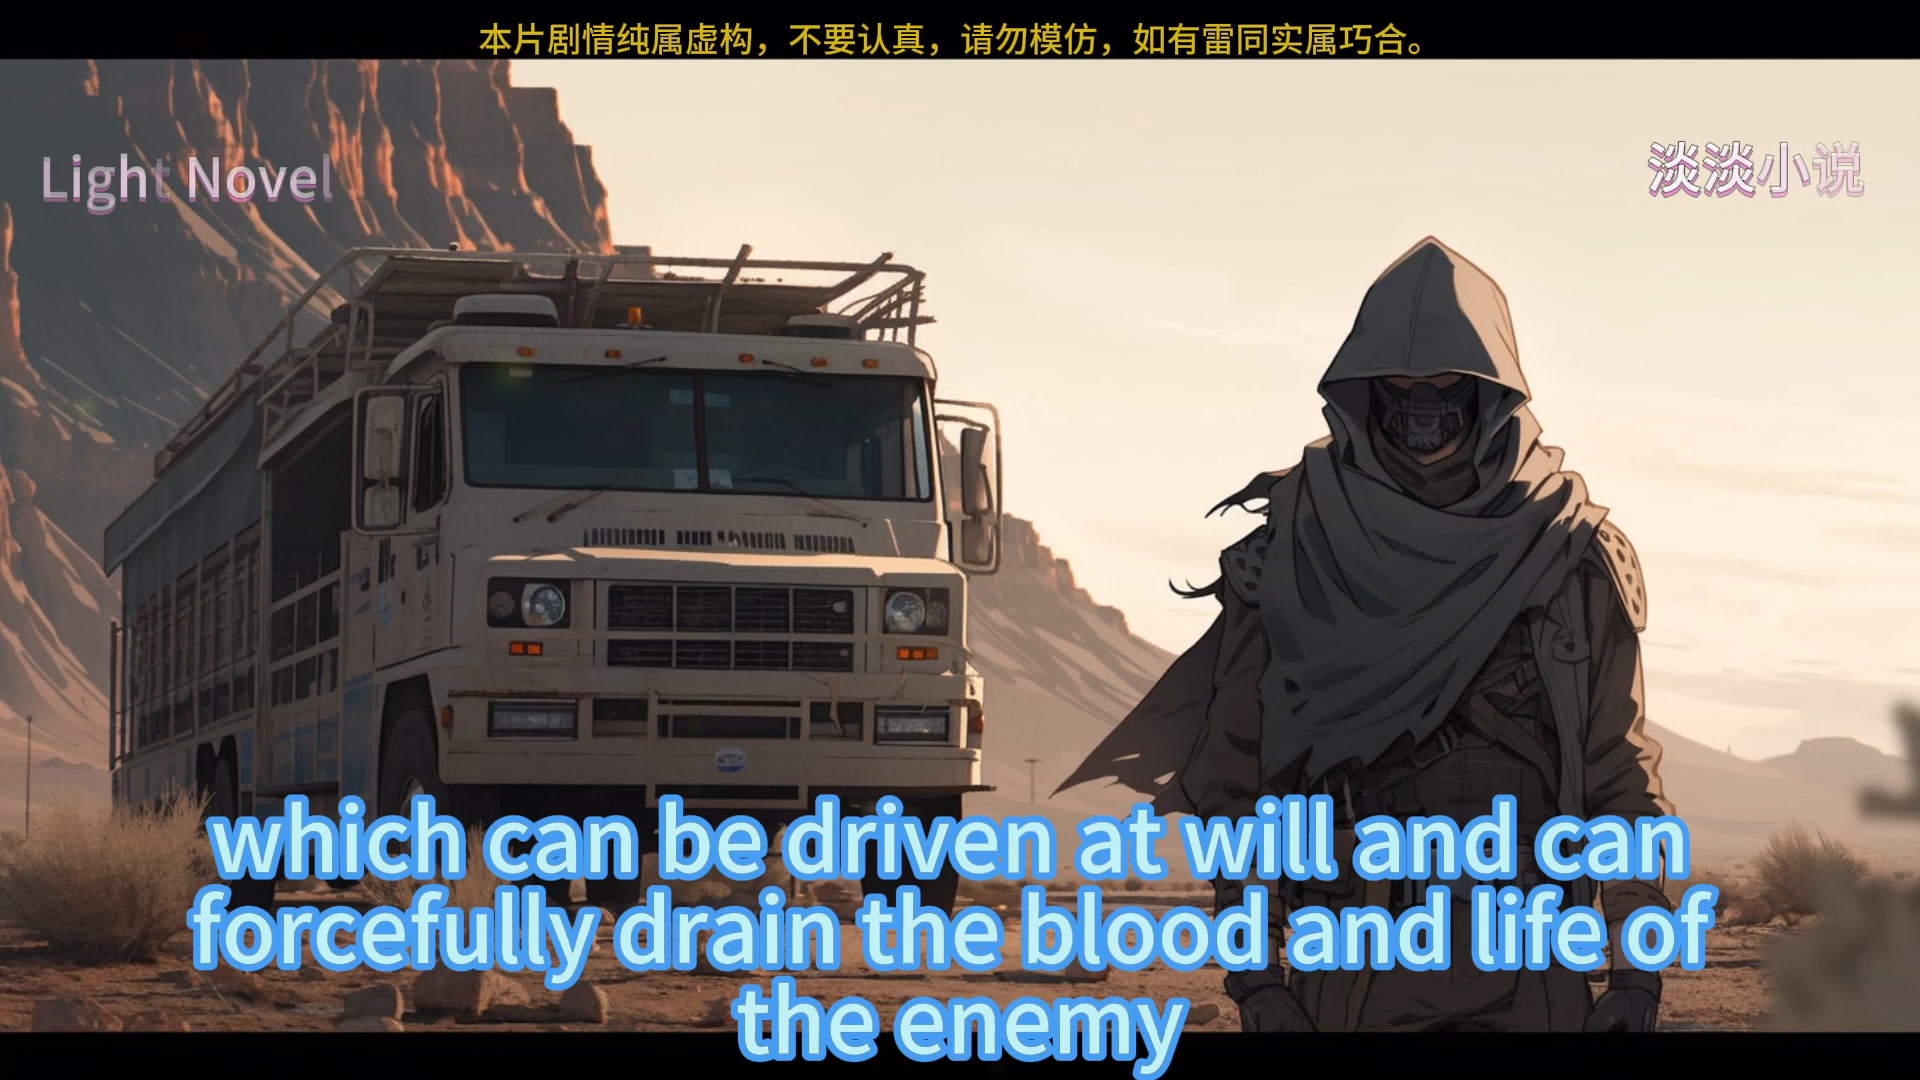 本片剧情纯属虚构，不要认真，请勿模仿，如有雷同实属巧合。
Light Novel
淡淡小说
which can be driven at will and can
forcefully drain the blood and life of
the enemy